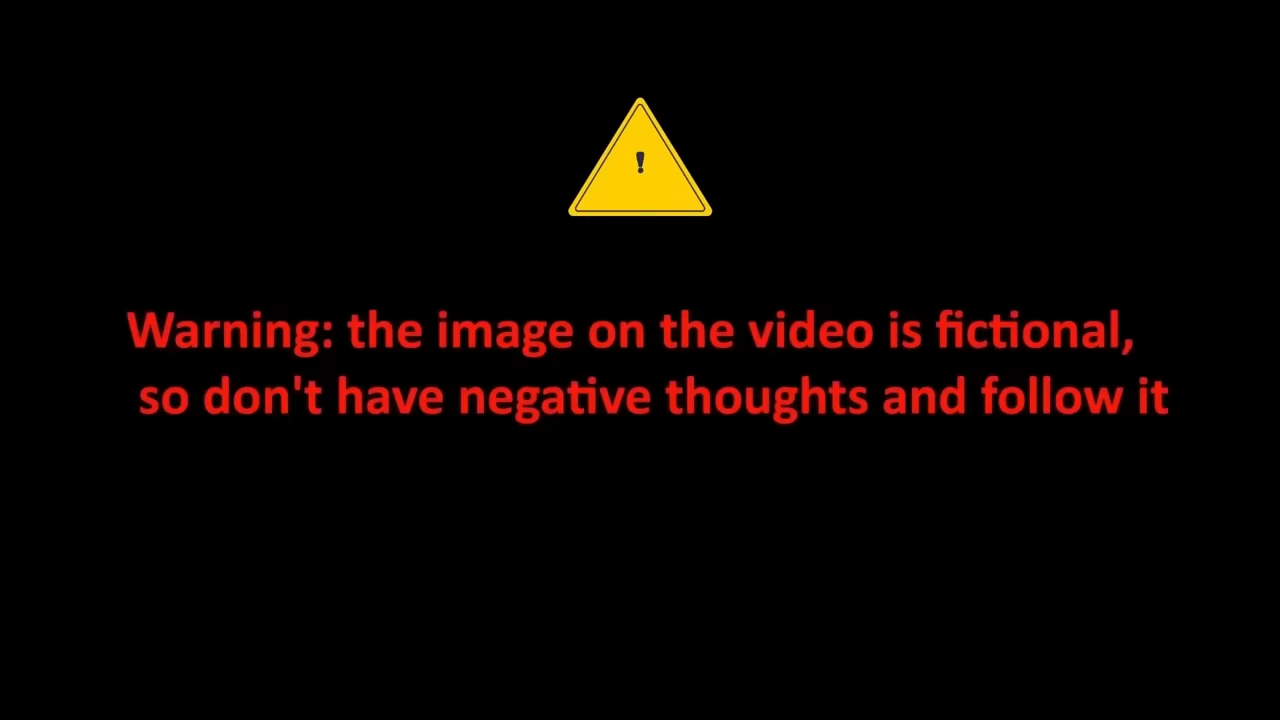 !
Warning: the image on the video is fictional,
so don't have negative thoughts and follow it